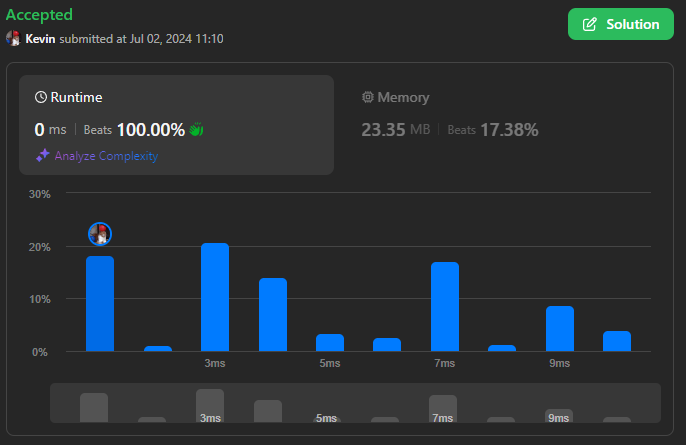 Accepted
Kevin submitted at Jul 02, 2024 11:10
Solution
Runtime
0 ms Beats 100.00%
Analyze Complexity
Memory
23.35 MB Beats 17.38%
30%
20%
10%
0%
3ms 5ms 7ms 9ms
3ms 5ms 7ms 9ms